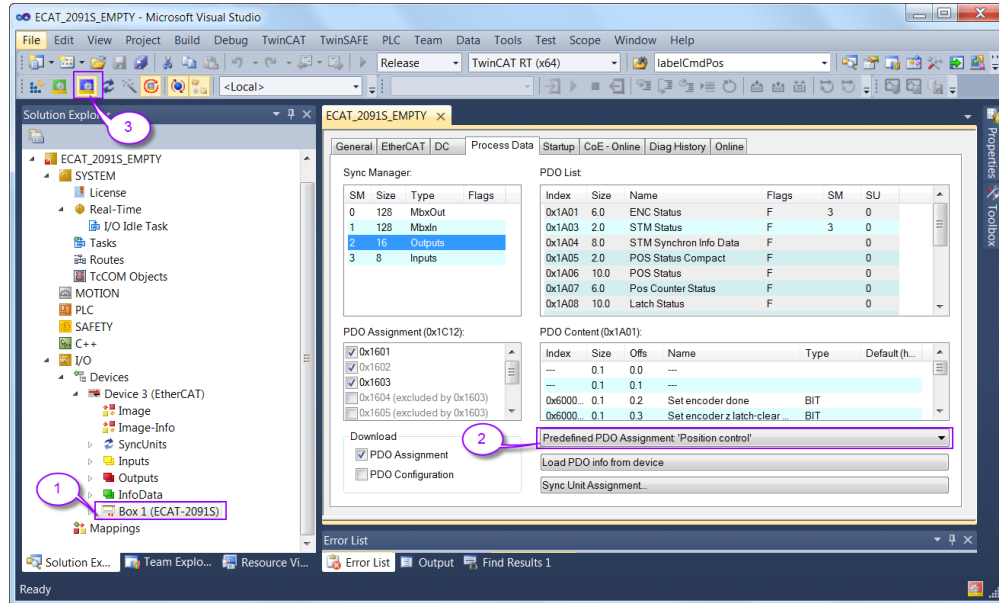 ECAT_2091S_EMPTY - Microsoft Visual Studio
File Edit View Project Build Debug TwinCAT TwinSAFE PLC Team Data Tools Test Scope Window Help
Release TwinCAT RT (x64) labelCmdPos
<Local>
Solution Explor
3
ECAT_2091S_EMPTY
SYSTEM
License
Real-Time
I/O Idle Task
Tasks
Routes
TcCOM Objects
MOTION
PLC
SAFETY
C++
I/O
Devices
Device 3 (EtherCAT)
Image
Image-Info
SyncUnits
Inputs
Outputs
InfoData
1
Box 1 (ECAT-2091S)
Mappings
Solution Ex... Team Explo... Resource Vi...
ECAT_2091S_EMPTY
General EtherCAT DC Process Data Startup CoE - Online Diag History Online
Sync Manager:
SM Size Type Flags
0 128 MbxOut
1 128 MbxIn
2 16 Outputs
3 8 Inputs
PDO List:
Index Size Name Flags SM SU
0x1A01 6.0 ENC Status F 3 0
0x1A03 2.0 STM Status F 3 0
0x1A04 8.0 STM Synchron Info Data F 0
0x1A05 2.0 POS Status Compact F 0
0x1A06 10.0 POS Status F 0
0x1A07 6.0 Pos Counter Status F 0
0x1A08 10.0 Latch Status F 0
PDO Assignment (0x1C12):
0x1601
0x1602
0x1603
0x1604 (excluded by 0x1603)
0x1605 (excluded by 0x1603)
PDO Content (0x1A01):
Index Size Offs Name Type Default (h...
--- 0.1 0.0 ---
--- 0.1 0.1 ---
0x6000... 0.1 0.2 Set encoder done BIT
0x6000... 0.1 0.3 Set encoder z latch-clear ... BIT
Download
PDO Assignment
PDO Configuration
2
Predefined PDO Assignment: 'Position control'
Load PDO info from device
Sync Unit Assignment...
Error List
Error List Output Find Results 1
Properties
Toolbox
Ready